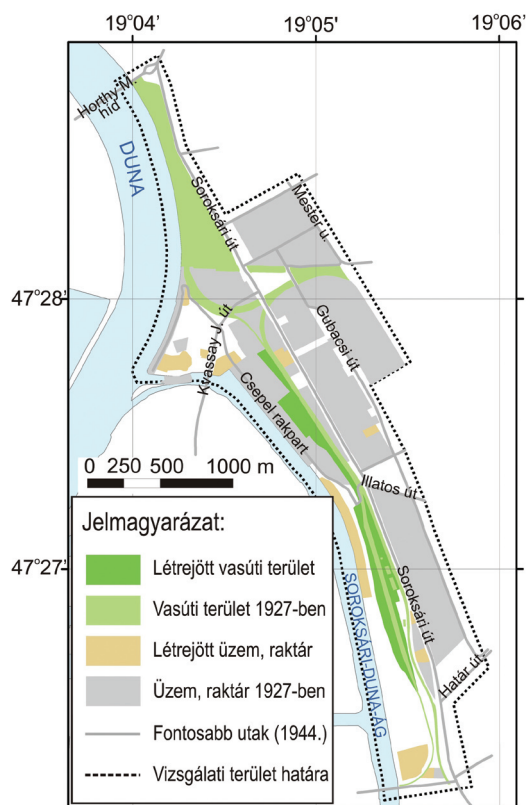 19°04' 19°05' 19°06'
Horthy M.
híd
DUNA
Soroksári út
Mester u.
47°28'
Gubacsi út
Kvassay J. út
Csepel rakpart
0 250 500 1000 m
Illatos út
47°27'
Soroksári út
SOROKSÁRI-DUNA-ÁG
Határ út
Jelmagyarázat:
Létrejött vasúti terület
Vasúti terület 1927-ben
Létrejött üzem, raktár
Üzem, raktár 1927-ben
Fontosabb utak (1944.)
Vizsgálati terület határa